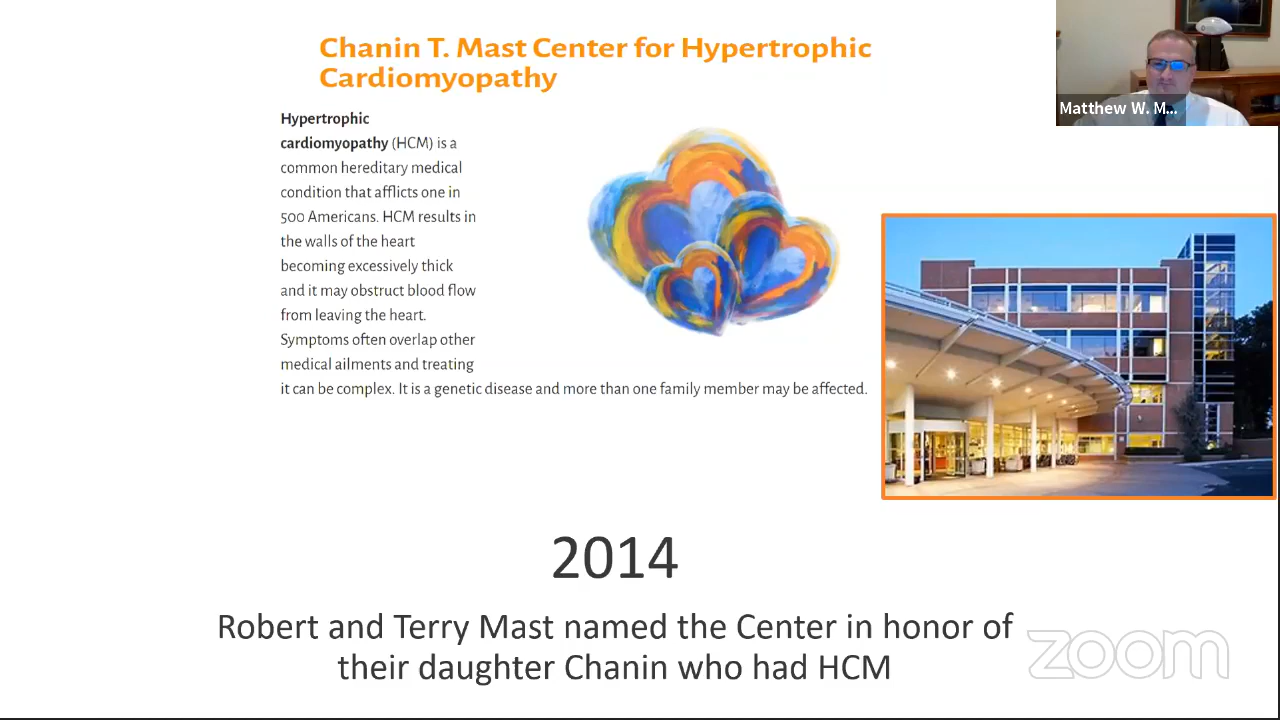 Chanin T. Mast Center for Hypertrophic
Cardiomyopathy
Matthew W. M...
Hypertrophic
cardiomyopathy (HCM) is a
common hereditary medical
condition that afflicts one in
500 Americans. HCM results in
the walls of the heart
becoming excessively thick
and it may obstruct blood flow
from leaving the heart.
Symptoms often overlap other
medical ailments and treating
it can be complex. It is a genetic disease and more than one family member may be affected.
2014
Robert and Terry Mast named the Center in honor of
their daughter Chanin who had HCM
zoom